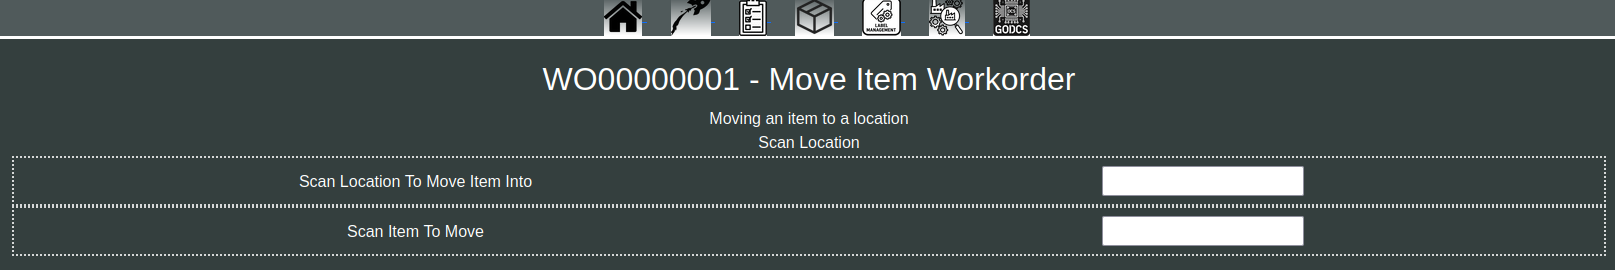 LABEL
MANAGEMENT
DCS
GODCS
WO00000001 - Move Item Workorder
Moving an item to a location
Scan Location
Scan Location To Move Item Into
Scan Item To Move